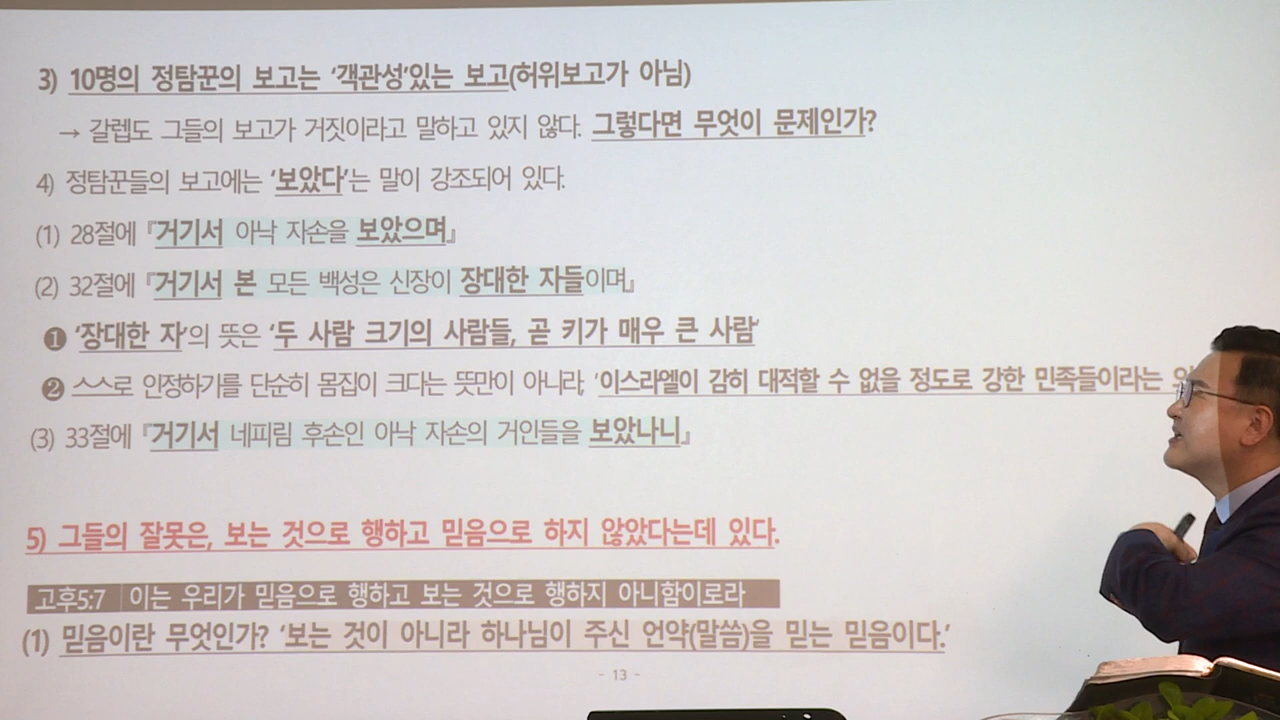 3) 10명의 정탐꾼의 보고는 ‘객관성’있는 보고(허위보고가 아님)
→ 갈렙도 그들의 보고가 거짓이라고 말하고 있지 않다. 그렇다면 무엇이 문제인가?
4) 정탐꾼들의 보고에는 ‘보았다’는 말이 강조되어 있다.
(1) 28절에 『거기서 아낙 자손을 보았으며』
(2) 32절에 『거기서 본 모든 백성은 신장이 장대한 자들이며』
❶ ‘장대한 자’의 뜻은 ‘두 사람 크기의 사람들, 곧 키가 매우 큰 사람’
❷ 스스로 인정하기를 단순히 몸집이 크다는 뜻만이 아니라, ‘이스라엘이 감히 대적할 수 없을 정도로 강한 민족들이라는
(3) 33절에 『거기서 네피림 후손인 아낙 자손의 거인들을 보았나니』
5) 그들의 잘못은, 보는 것으로 행하고 믿음으로 하지 않았다는데 있다.
고후5:7 이는 우리가 믿음으로 행하고 보는 것으로 행하지 아니함이로라
(1) 믿음이란 무엇인가? ‘보는 것이 아니라 하나님이 주신 언약(말씀)을 믿는 믿음이다.’
- 13 -